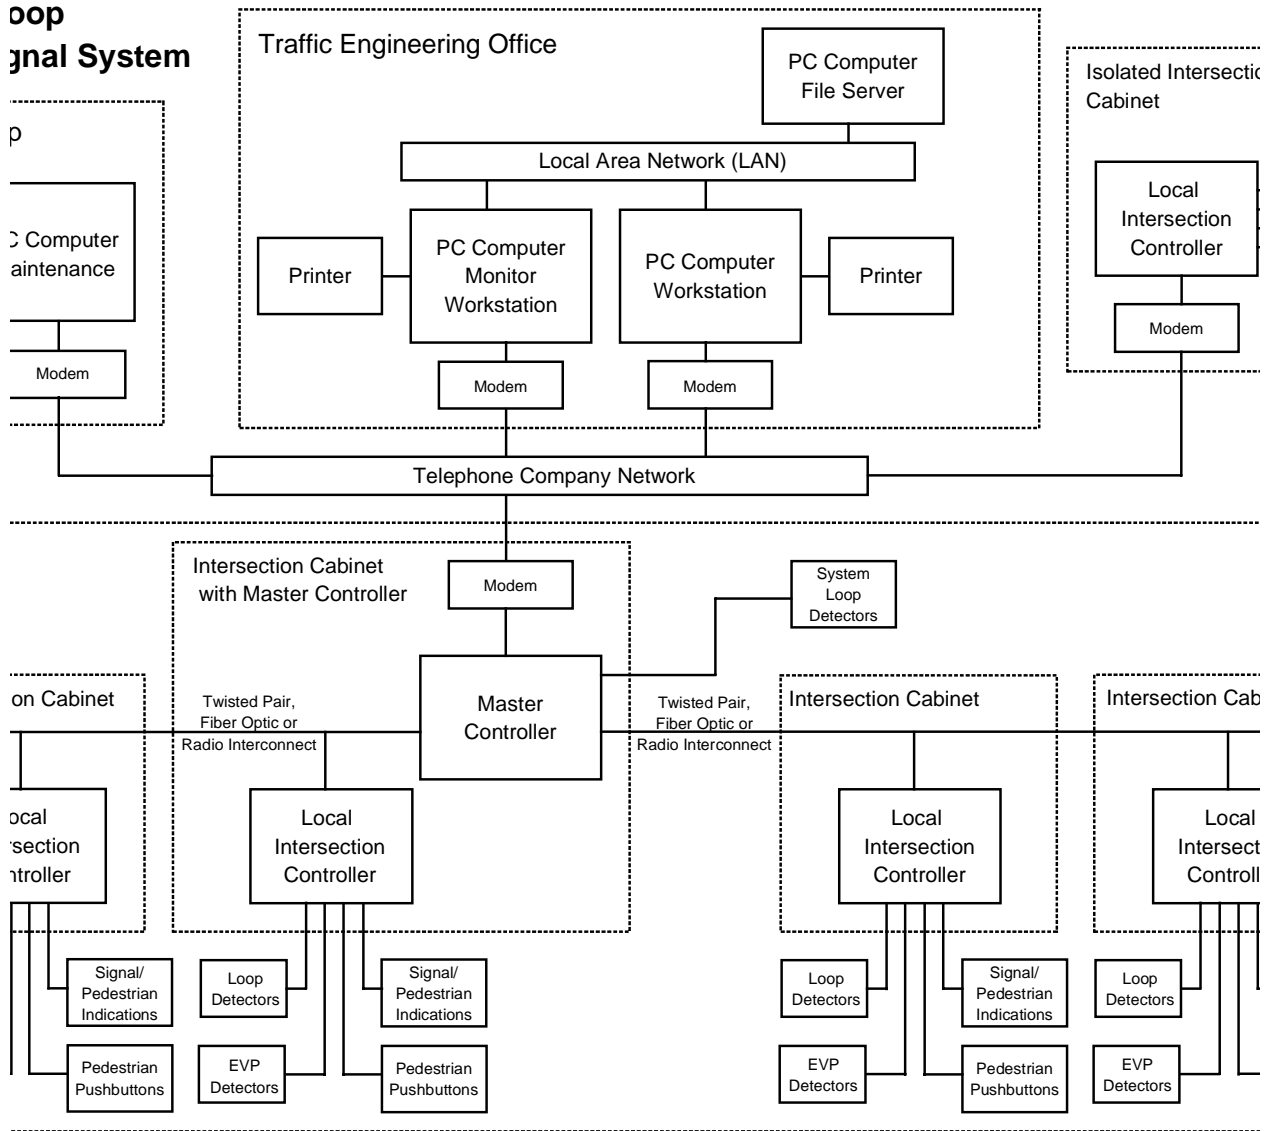 oop
gnal System
Traffic Engineering Office
PC Computer
File Server
Isolated Intersectio
Cabinet
p
Local Area Network (LAN)
Local
Intersection
Controller
C Computer
aintenance
Printer
PC Computer
Monitor
Workstation
PC Computer
Workstation
Printer
Modem
Modem
Modem
Modem
Telephone Company Network
Intersection Cabinet
with Master Controller
Modem
System
Loop
Detectors
on Cabinet
Twisted Pair,
Fiber Optic or
Radio Interconnect
Master
Controller
Twisted Pair,
Fiber Optic or
Radio Interconnect
Intersection Cabinet
Intersection Cab
ocal
rsection
ntroller
Local
Intersection
Controller
Local
Intersection
Controller
Local
Intersect
Controll
Signal/
Pedestrian
Indications
Loop
Detectors
Signal/
Pedestrian
Indications
Loop
Detectors
Signal/
Pedestrian
Indications
Loop
Detectors
Pedestrian
Pushbuttons
EVP
Detectors
Pedestrian
Pushbuttons
EVP
Detectors
Pedestrian
Pushbuttons
EVP
Detectors